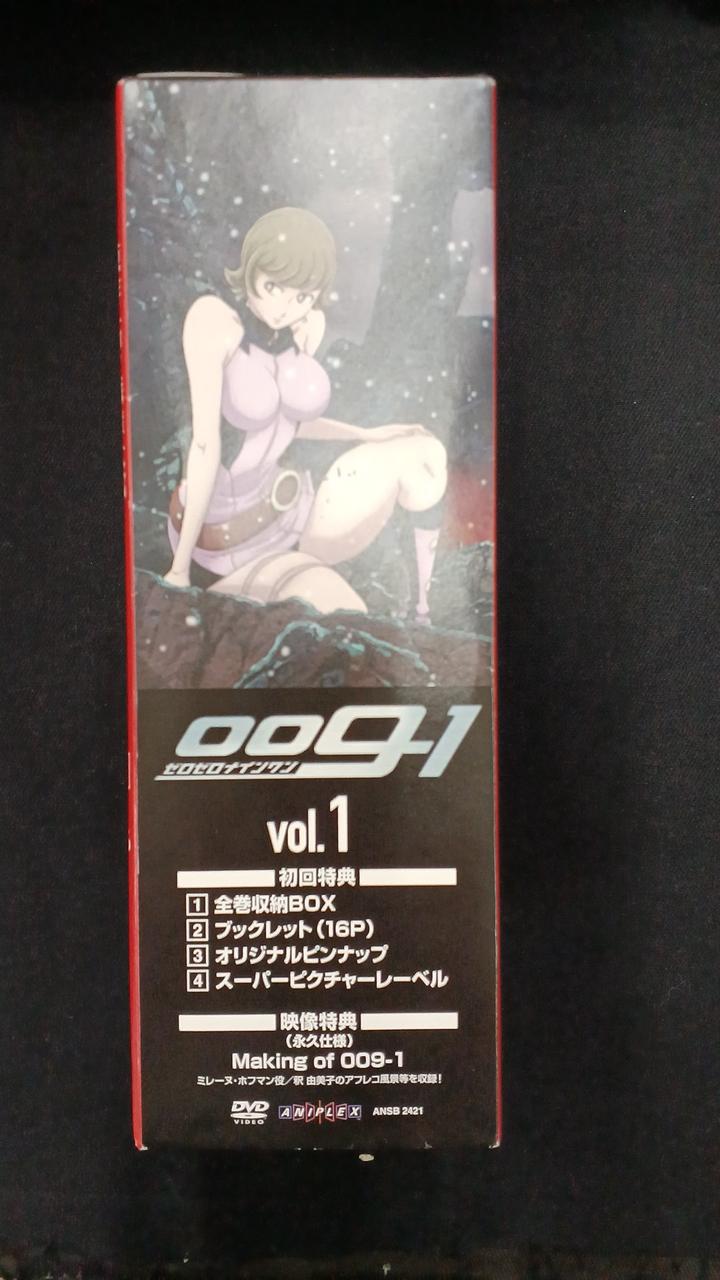 009-1
ゼロゼロナインワン
vol.1
初回特典
1 全巻収納BOX
2 ブックレット(16P)
3 オリジナルピンナップ
4 スーパーピクチャーレーベル
映像特典
(永久仕様)
Making of 009-1
ミレーヌ・ホフマン役/釈 由美子のアフレコ風景等を収録!
DVD VIDEO ANIPLEX ANSB 2421